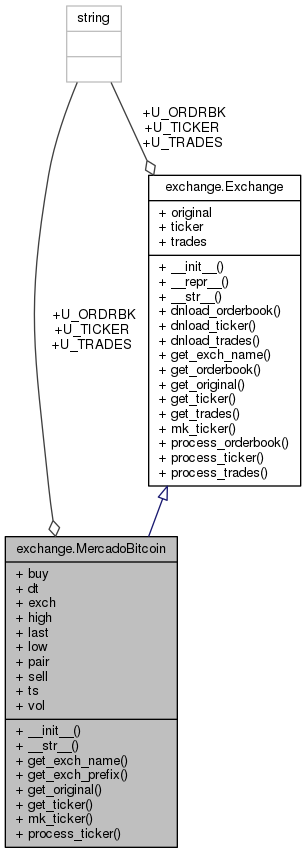 string
+U_ORDRBK
+U_TICKER
+U_TRADES
exchange.Exchange
+ original
+ ticker
+ trades
+ __init__()
+ __repr__()
+ __str__()
+ dnload_orderbook()
+ dnload_ticker()
+ dnload_trades()
+ get_exch_name()
+ get_orderbook()
+ get_original()
+ get_ticker()
+ get_trades()
+ mk_ticker()
+ process_orderbook()
+ process_ticker()
+ process_trades()
+U_ORDRBK
+U_TICKER
+U_TRADES
exchange.MercadoBitcoin
+ buy
+ dt
+ exch
+ high
+ last
+ low
+ pair
+ sell
+ ts
+ vol
+ __init__()
+ __str__()
+ get_exch_name()
+ get_exch_prefix()
+ get_original()
+ get_ticker()
+ mk_ticker()
+ process_ticker()